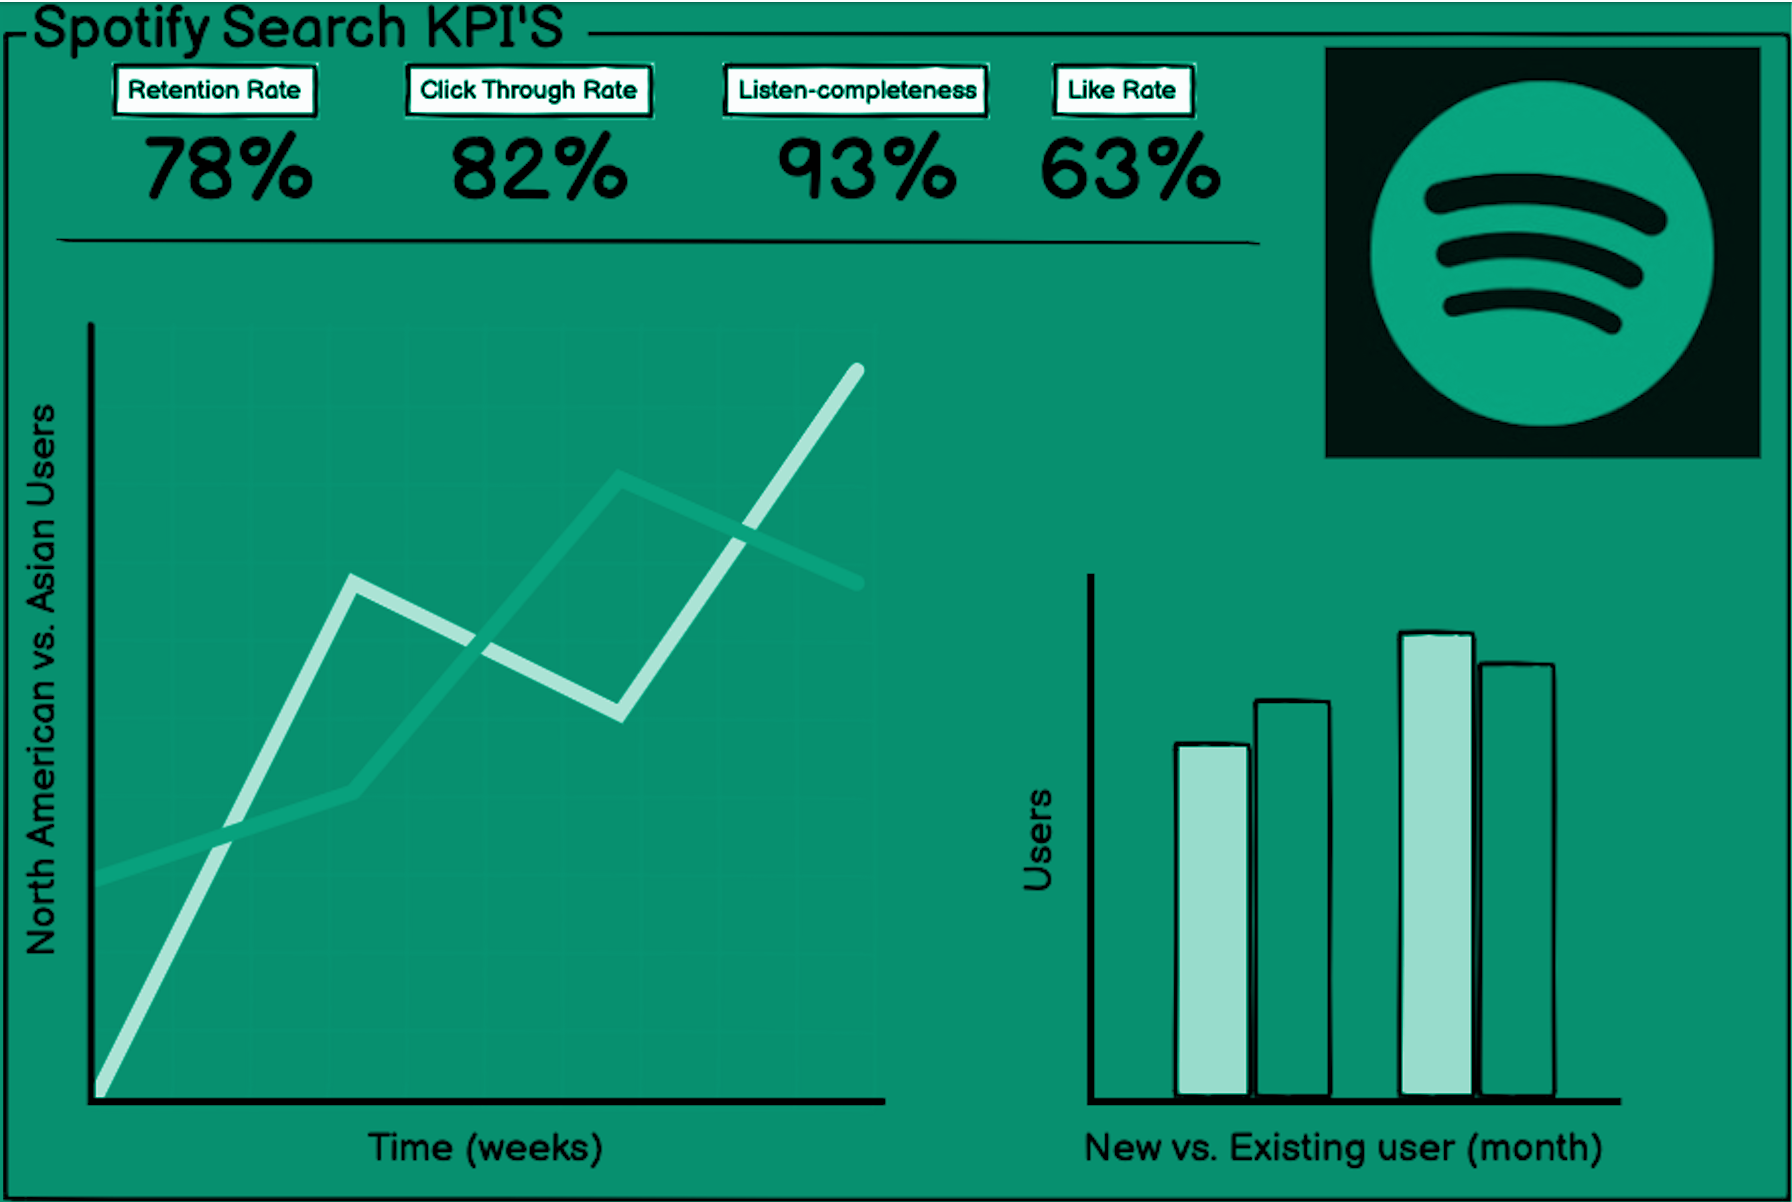 Spotify Search KPI'S
Retention Rate
Click Through Rate
Listen-completeness
Like Rate
78%
82%
93%
63%
North American vs. Asian Users
Time (weeks)
Users
New vs. Existing user (month)